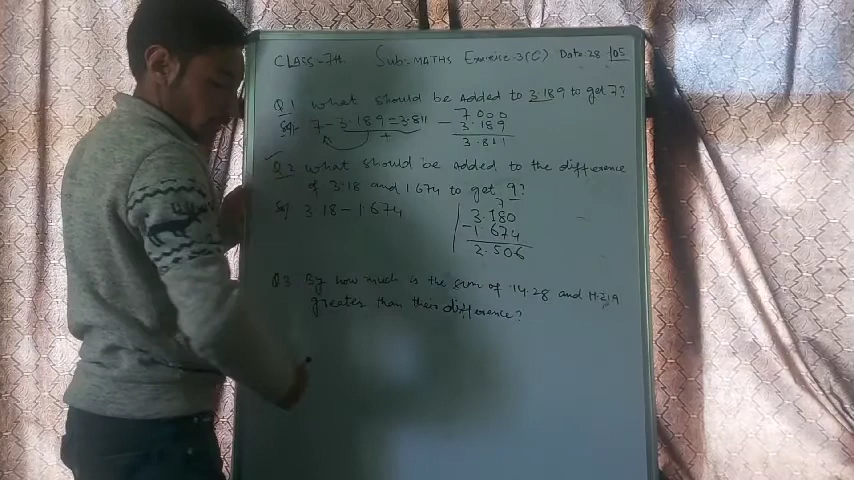 CLASS-7th Sub:-MATHS Exercise-3(C) Date-28/05
Q1 What should be added to 3.189 to get 7?
Sol 7-3.189=3.811
+
- 7.000
3.189
3.811
Q2 What should be added to the difference
of 3.18 and 1.674 to get 9?
Sol 3.18-1.674
7
3.180
-1.674
2.506
Q3 By how much is the sum of 14.28 and
greater than their difference?